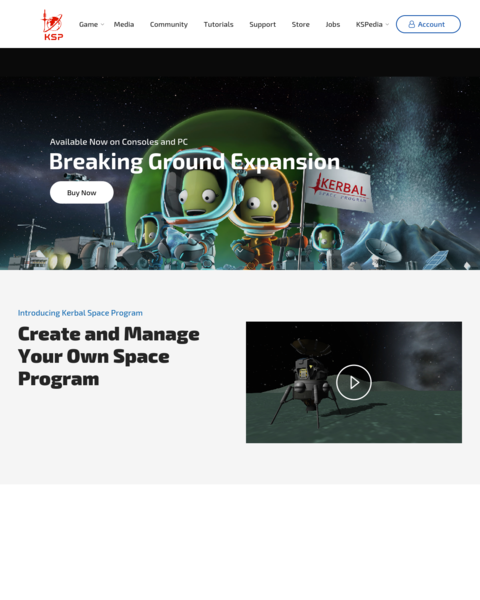 KSP
Game
Media
Community
Tutorials
Support
Store
Jobs
KSPedia
Account
Available Now on Consoles and PC
Breaking Ground Expansion
Buy Now
KERBAL
SPACE PROGRAM
Introducing Kerbal Space Program
Create and Manage
Your Own Space
Program